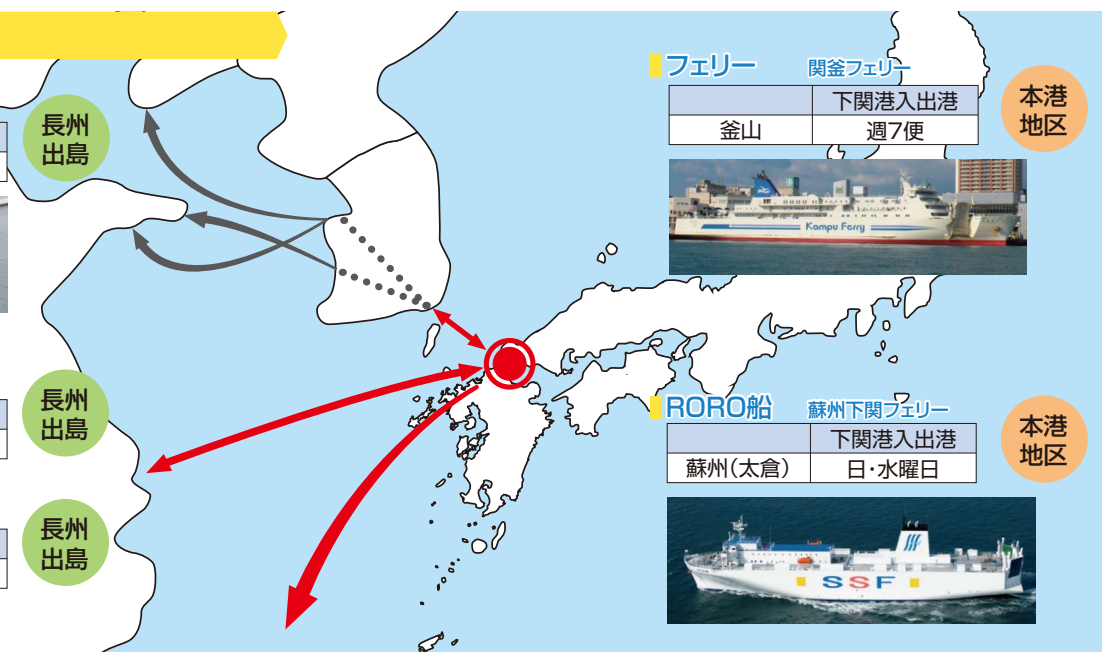 長州
出島
フェリー 関釜フェリー
下関港入出港
釜山 週7便
本港
地区
Kampu Ferry
長州
出島
RORO船 蘇州下関フェリー
下関港入出港
蘇州(太倉) 日・水曜日
本港
地区
長州
出島
SSF